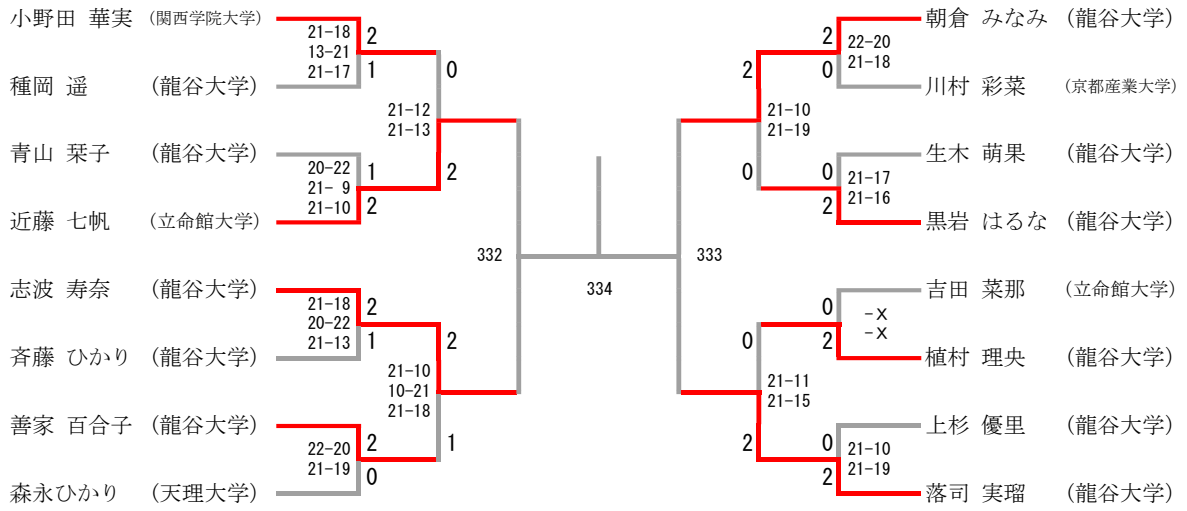 小野田 華実 (関西学院大学)
21-18
13-21
21-17
2
1
種岡 遥 (龍谷大学)
0
21-12
21-13
2
青山 栞子 (龍谷大学)
20-22
21- 9
21-10
1
2
近藤 七帆 (立命館大学)
332
志波 寿奈 (龍谷大学)
21-18
20-22
21-13
2
1
斉藤 ひかり (龍谷大学)
2
21-10
10-21
21-18
1
善家 百合子 (龍谷大学)
22-20
21-19
2
0
森永ひかり (天理大学)
334
朝倉 みなみ (龍谷大学)
2
0
22-20
21-18
川村 彩菜 (京都産業大学)
2
21-10
21-19
0
生木 萌果 (龍谷大学)
0
2
21-17
21-16
黒岩 はるな (龍谷大学)
333
吉田 菜那 (立命館大学)
0
2
-X
-X
植村 理央 (龍谷大学)
0
21-11
21-15
2
上杉 優里 (龍谷大学)
0
2
21-10
21-19
落司 実瑠 (龍谷大学)